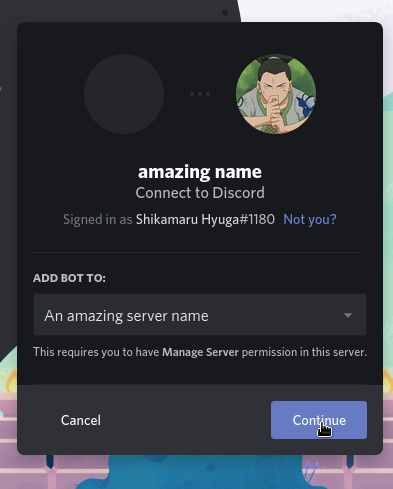 amazing name
Connect to Discord
Signed in as Shikamaru Hyuga#1180 Not you?
ADD BOT TO:
An amazing server name
This requires you to have Manage Server permission in this server.
Cancel
Continue